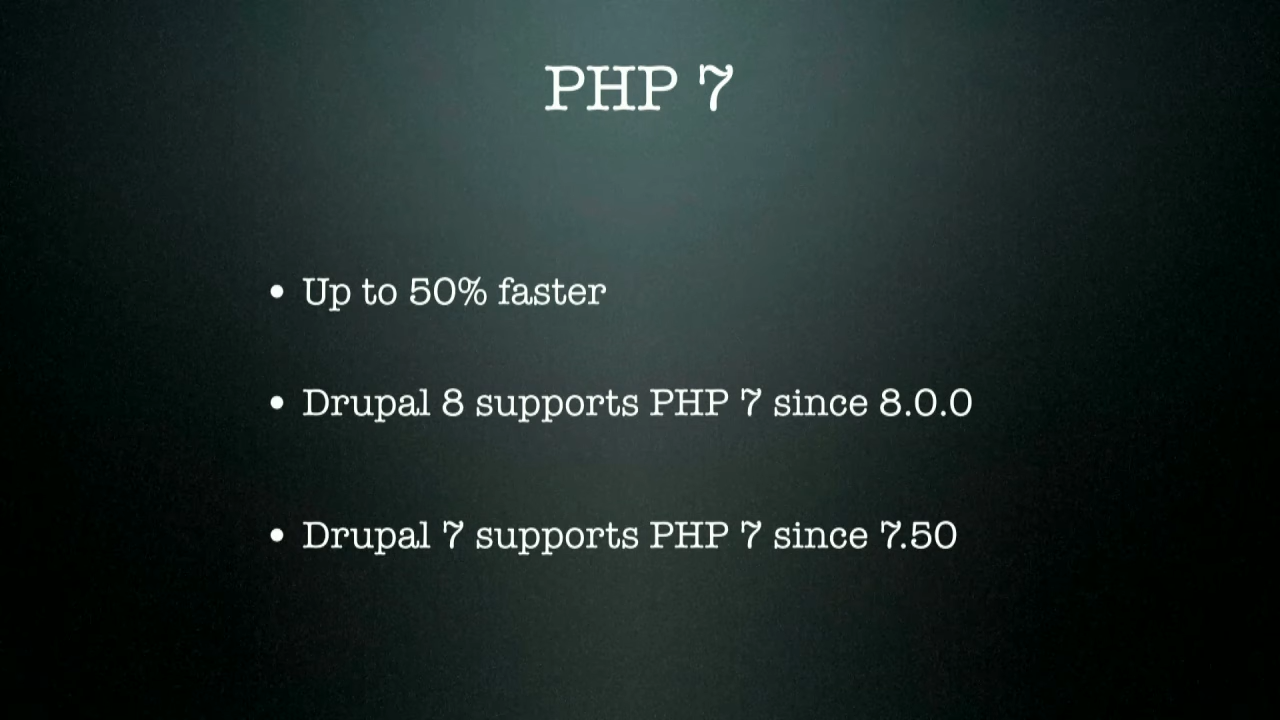 PHP 7
• Up to 50% faster
• Drupal 8 supports PHP 7 since 8.0.0
• Drupal 7 supports PHP 7 since 7.50